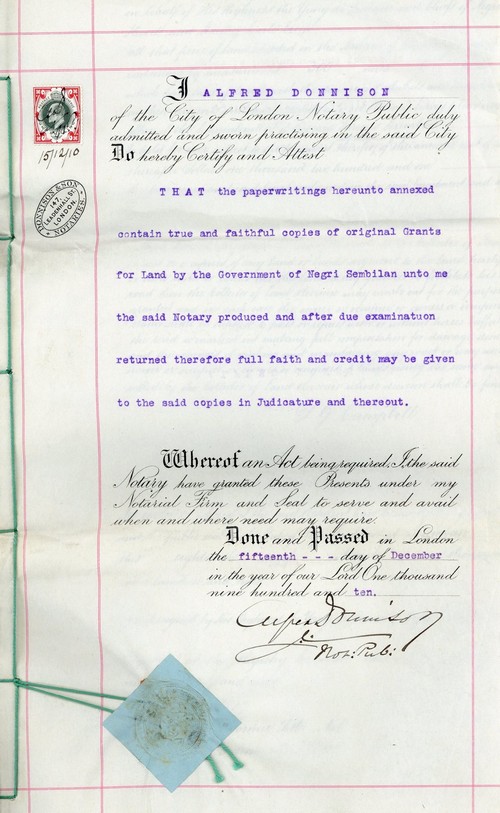 I ALFRED DONNISON
of the City of London Notary Public duly
admitted and sworn practising in the said City
Do hereby Certify and Attest
15/12/10
DONNISON & SON
147,
LEADENHALL ST.
LONDON.
NOTARIES.
THAT the paperwritings hereunto annexed
contain true and faithful copies of original Grants
for Land by the Government of Negri Sembilan unto me
the said Notary produced and after due examinatuon
returned therefore full faith and credit may be given
to the said copies in Judicature and thereout.
Whereof an Act being required, I, the said
Notary have granted these Presents under my
Notarial Firm and Seal to serve and avail
when and where need may require.
Done and Passed in London
the fifteenth - - - day of December
in the year of our Lord One thousand
nine hundred and ten.
Alfred Donnison
Not: Pub: